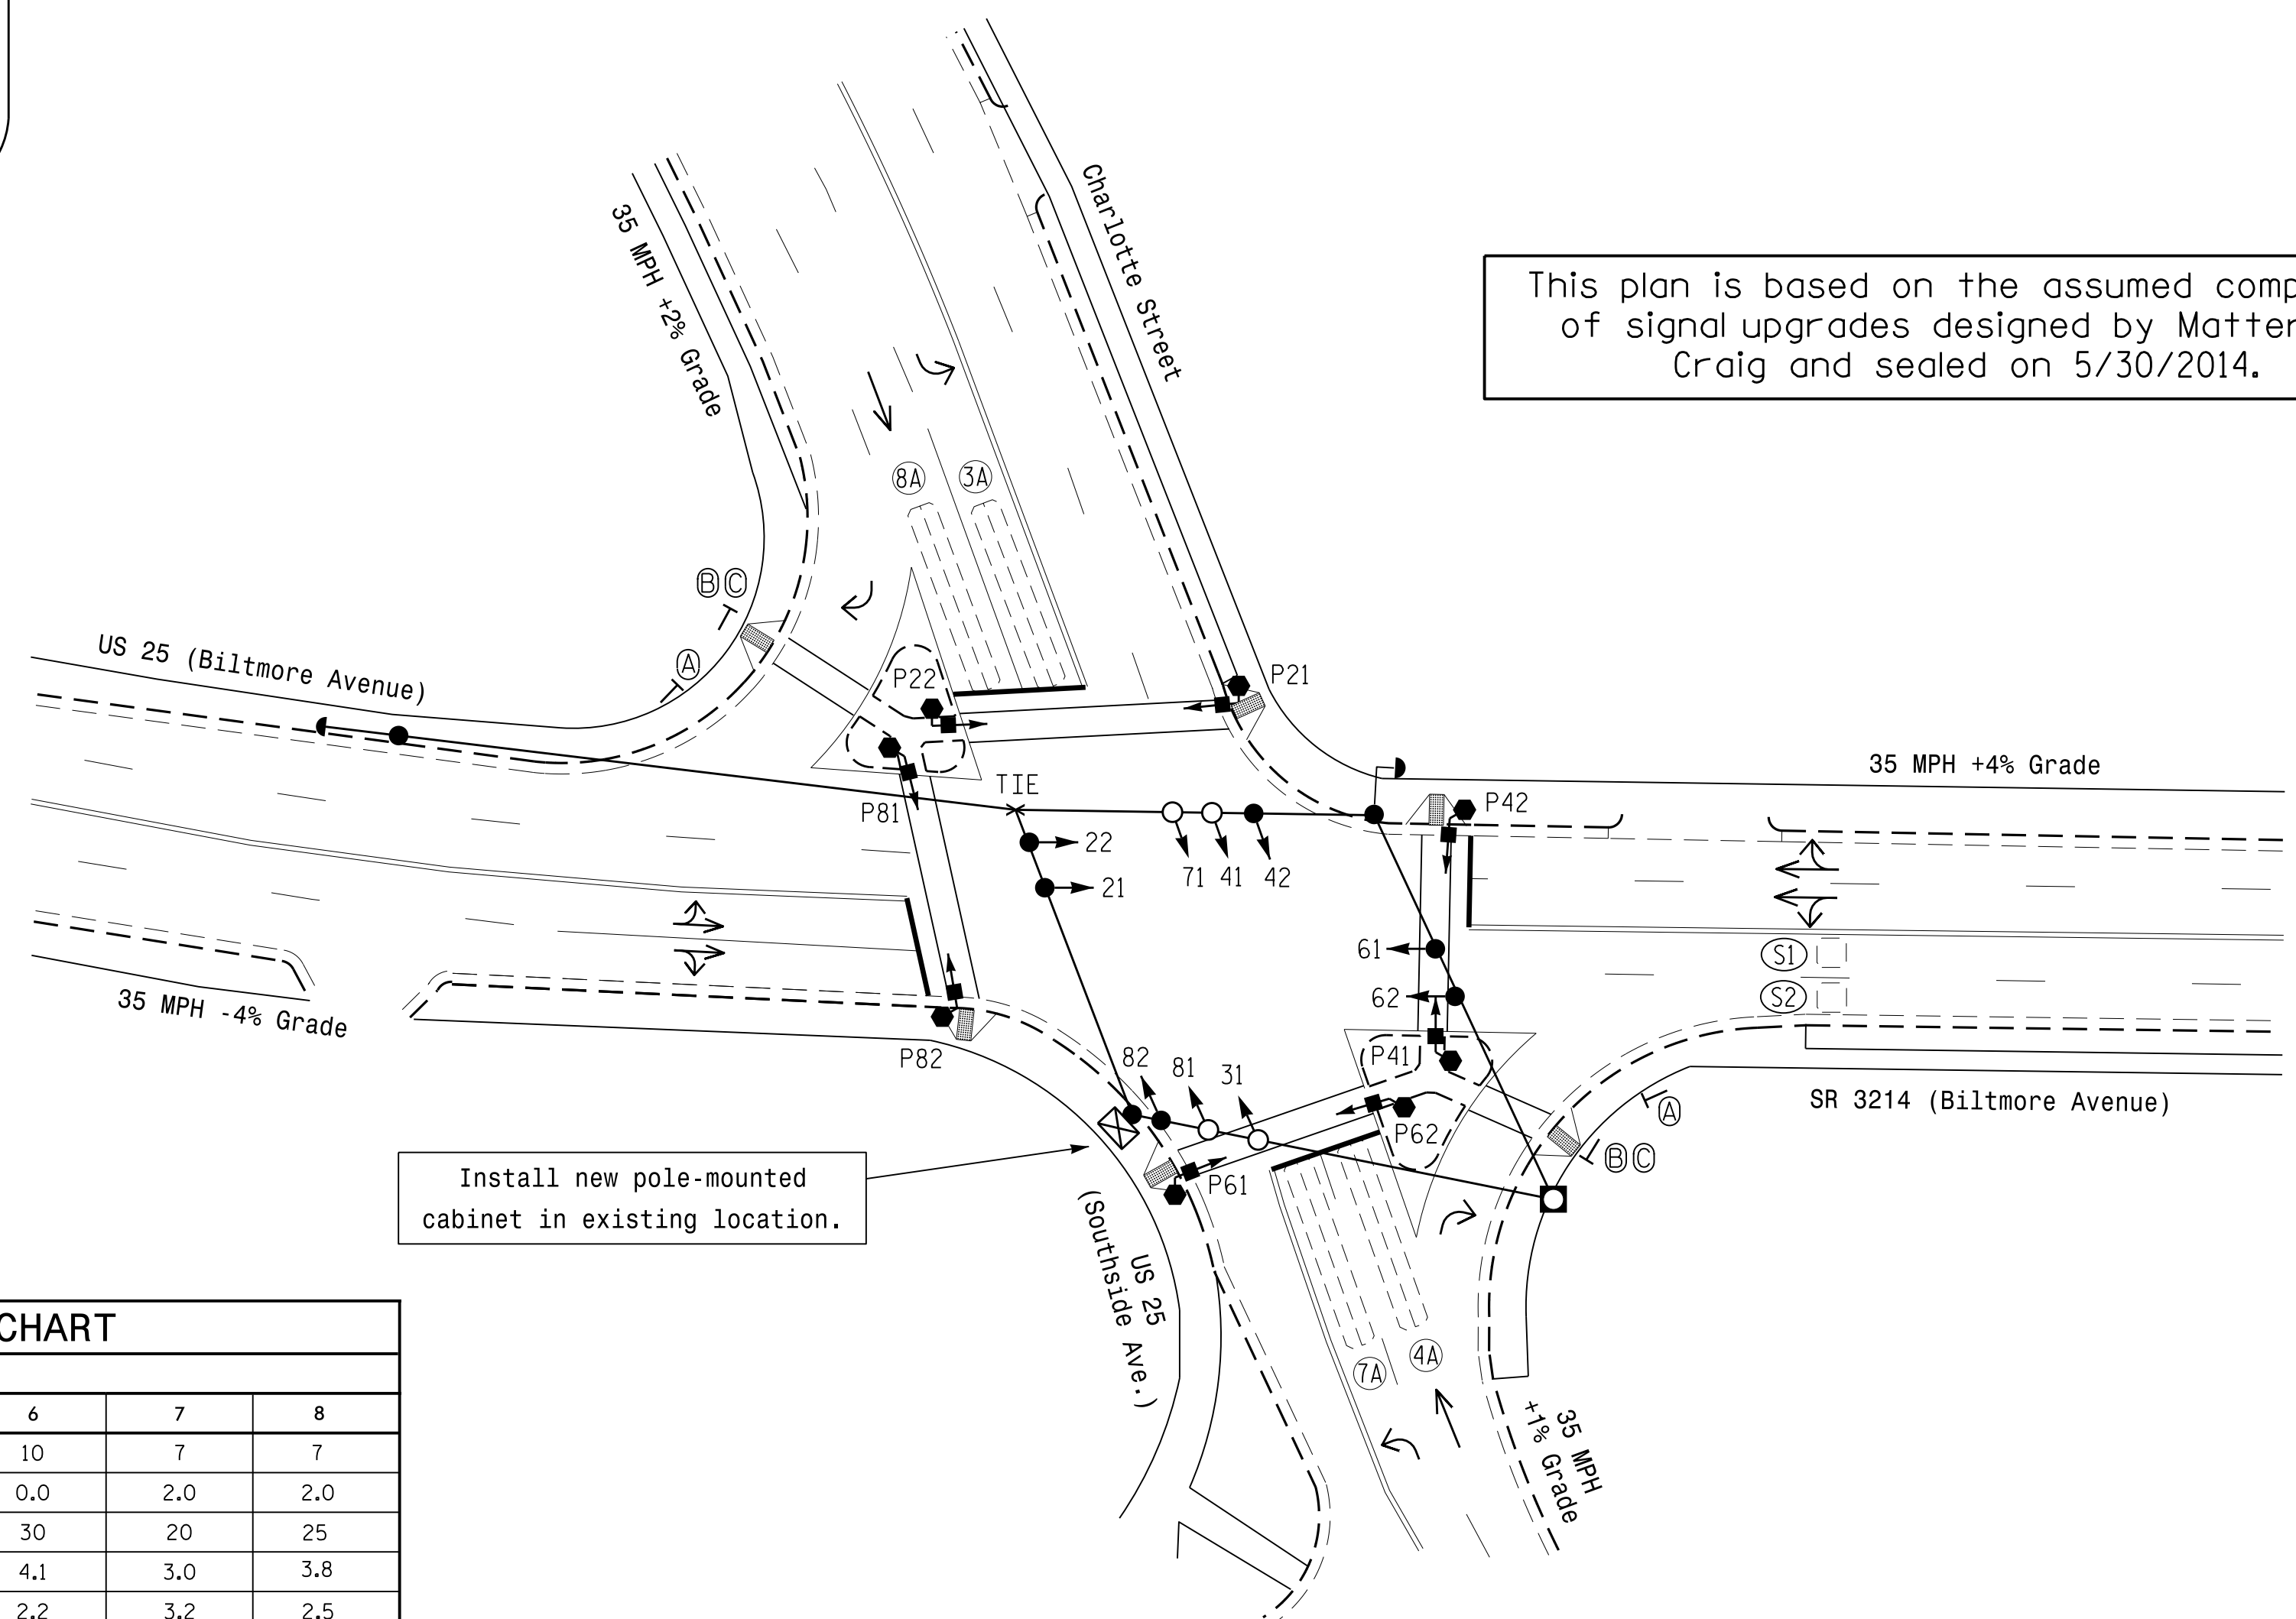 Charlotte Street
35 MPH +2% Grade
This plan is based on the assumed
of signal upgrades designed by
Craig and sealed on 5/30/2014.
8A
3A
B C
A
US 25 (Biltmore Avenue)
P22
P21
35 MPH +4% Grade
TIE
P81
P42
22
21
71
41
42
61
62
S1
S2
35 MPH -4% Grade
P82
82
81
31
P41
P62
SR 3214 (Biltmore Avenue)
A
B C
Install new pole-mounted
cabinet in existing location.
P61
US 25
(Southside Ave.)
7A
4A
35 MPH
+1% Grade
CHART
6 7 8
10 7 7
0.0 2.0 2.0
30 20 25
4.1 3.0 3.8
2.2 3.2 2.5